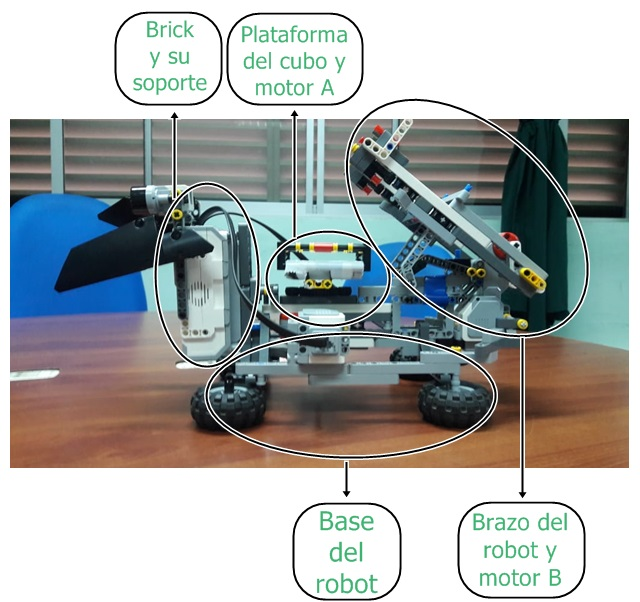 Brick
y su
soporte
Plataforma
del cubo y
motor A
Base
del
robot
Brazo del
robot y
motor B